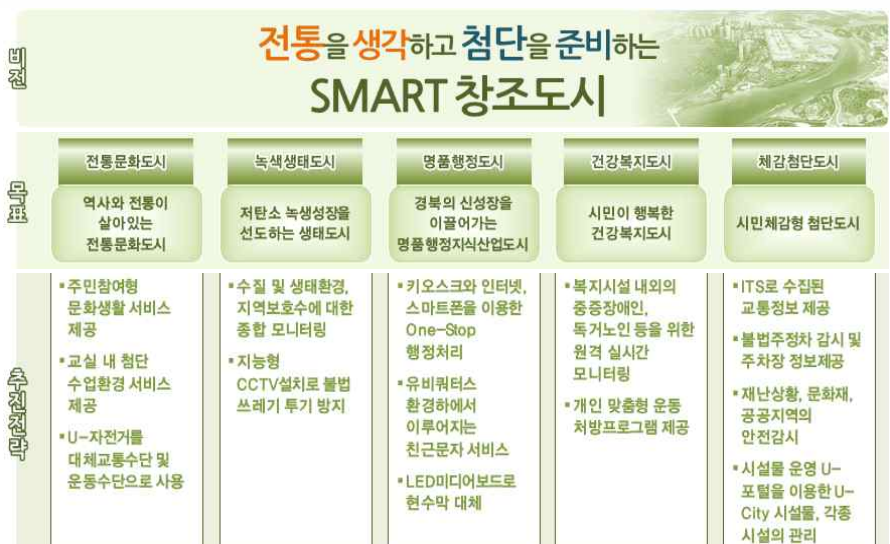 비전
전통을 생각하고 첨단을 준비하는
SMART 창조도시
목표
전통문화도시
역사와 전통이
살아있는
전통문화도시
녹색생태도시
저탄소 녹생성장을
선도하는 생태도시
명품행정도시
경북의 신성장을
이끌어가는
명품행정지식산업도시
건강복지도시
시민이 행복한
건강복지도시
체감첨단도시
시민체감형 첨단도시
추진전략
▪주민참여형
문화생활 서비스
제공
▪교실 내 첨단
수업환경 서비스
제공
▪U-자전거를
대체교통수단 및
운동수단으로 사용
▪수질 및 생태환경,
지역보호수에 대한
종합 모니터링
▪지능형
CCTV설치로 불법
쓰레기 투기 방지
▪키오스크와 인터넷,
스마트폰을 이용한
One-Stop
행정처리
▪유비쿼터스
환경하에서
이루어지는
친근문자 서비스
▪LED미디어보드로
현수막 대체
▪복지시설 내외의
중증장애인,
독거노인 등을 위한
원격 실시간
모니터링
▪개인 맞춤형 운동
처방프로그램 제공
▪ITS로 수집된
교통정보 제공
▪불법주정차 감시 및
주차장 정보제공
▪재난상황, 문화재,
공공지역의
안전감시
▪시설물 운영 U-
포털을 이용한 U-
City 시설물, 각종
시설의 관리